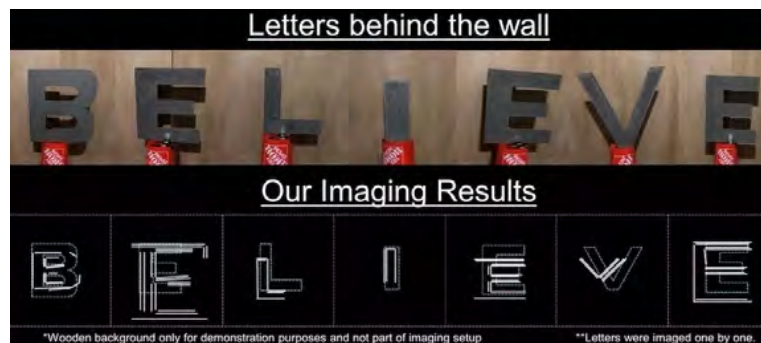 Letters behind the wall
B E L I E V E
Our Imaging Results
B E L I E V E
*Wooden background only for demonstration purposes and not part of imaging setup
**Letters were imaged one by one.